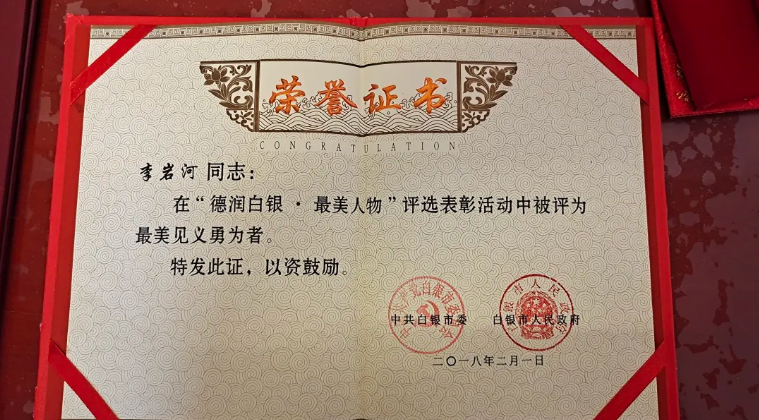 荣誉证书
CONGRATULATION
李岩河 同志：
在“德润白银·最美人物”评选表彰活动中被评为
最美见义勇为者。
特发此证，以资鼓励。
中共白银市委 白银市人民政府
二〇一八年二月一日